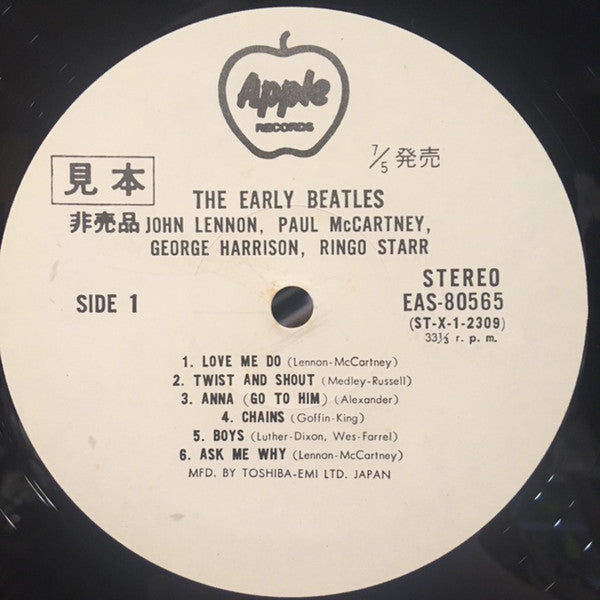 Apple
RECORDS
7/5 発売
見本
THE EARLY BEATLES
非売品 JOHN LENNON, PAUL McCARTNEY,
GEORGE HARRISON, RINGO STARR
STEREO
SIDE 1
EAS-80565
(ST-X-1-2309)
33⅓ r. p. m.
1. LOVE ME DO (Lennon-McCartney)
2. TWIST AND SHOUT (Medley-Russell)
3. ANNA (GO TO HIM) (Alexander)
4. CHAINS (Goffin-King)
5. BOYS (Luther-Dixon, Wes-Farrel)
6. ASK ME WHY (Lennon-McCartney)
MFD. BY TOSHIBA-EMI LTD. JAPAN